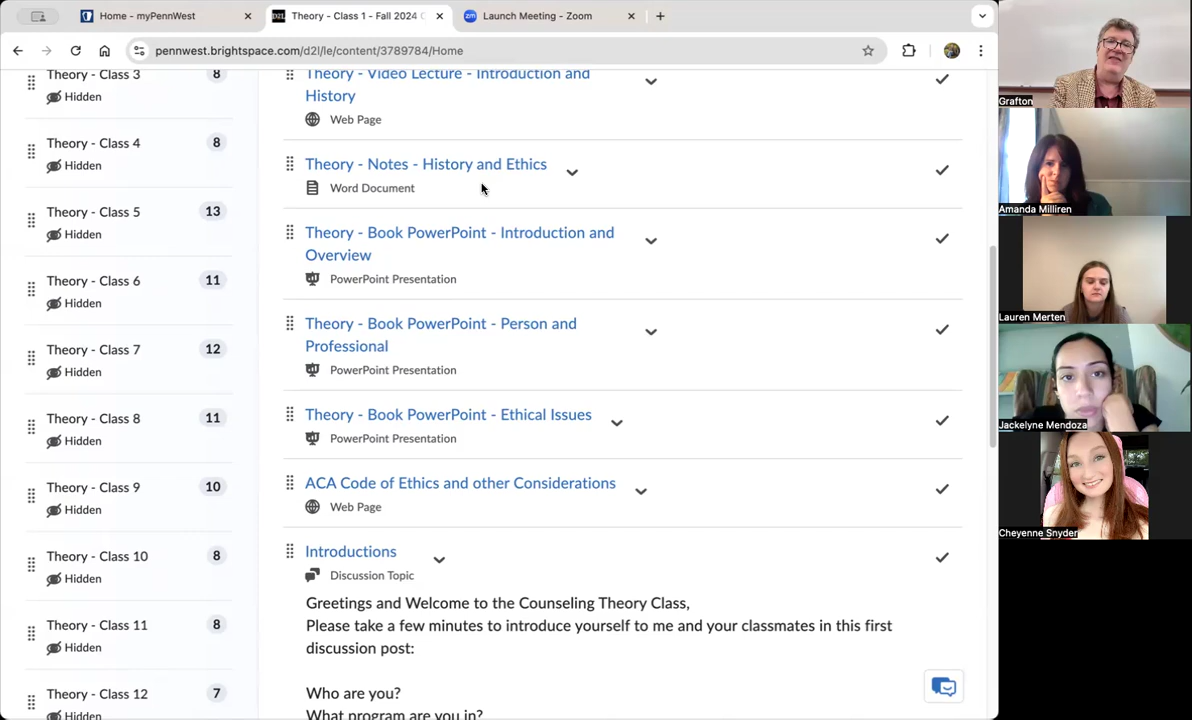 Home - myPennWest
Theory - Class 1 - Fall 2024 C
Launch Meeting - Zoom
pennwest.brightspace.com/d2l/le/content/3789784/Home
Theory - Class 3
8
Hidden
Theory - Class 4
8
Hidden
Theory - Class 5
13
Hidden
Theory - Class 6
11
Hidden
Theory - Class 7
12
Hidden
Theory - Class 8
11
Hidden
Theory - Class 9
10
Hidden
Theory - Class 10
8
Hidden
Theory - Class 11
8
Hidden
Theory - Class 12
7
Hidden
Theory - Video Lecture - Introduction and
History
Web Page
Theory - Notes - History and Ethics
Word Document
Theory - Book PowerPoint - Introduction and
Overview
PowerPoint Presentation
Theory - Book PowerPoint - Person and
Professional
PowerPoint Presentation
Theory - Book PowerPoint - Ethical Issues
PowerPoint Presentation
ACA Code of Ethics and other Considerations
Web Page
Introductions
Discussion Topic
Greetings and Welcome to the Counseling Theory Class,
Please take a few minutes to introduce yourself to me and your classmates in this first
discussion post:
Who are you?
What program are you in?
Grafton
Amanda Milliren
Lauren Merten
Jackelyne Mendoza
Cheyenne Snyder